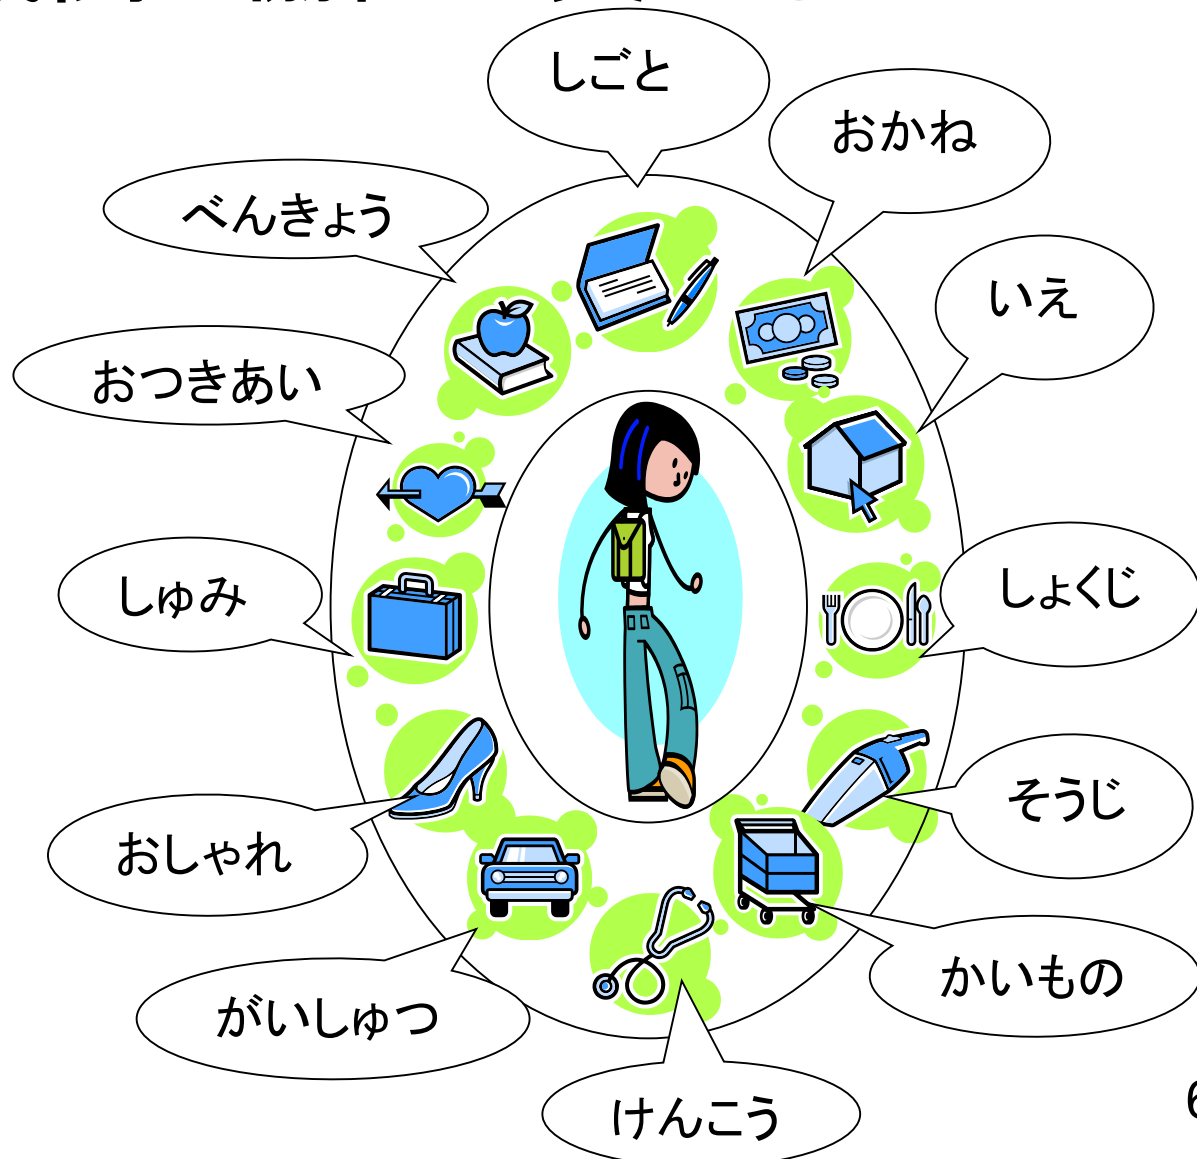 しごと
おかね
いえ
しょくじ
そうじ
かいもの
けんこう
がいしゅつ
おしゃれ
しゅみ
おつきあい
べんきょう